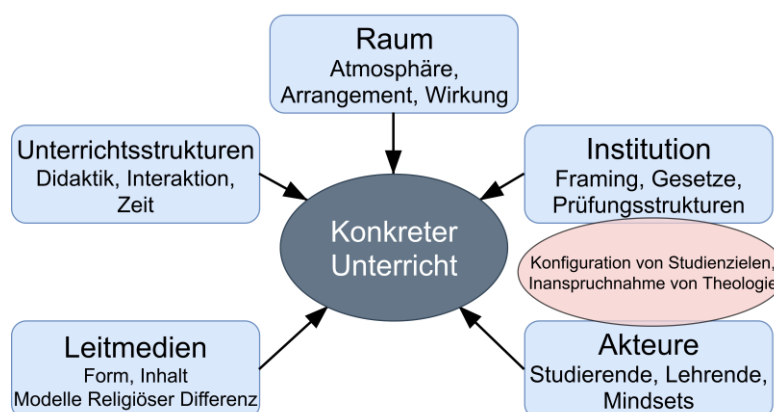 Raum
Atmosphäre,
Arrangement, Wirkung
Unterrichtsstrukturen
Didaktik, Interaktion,
Zeit
Institution
Framing, Gesetze,
Prüfungsstrukturen
Konkreter
Unterricht
Konfiguration von Studienzielen,
Inanspruchnahme von Theologie
Leitmedien
Form, Inhalt
Modelle Religiöser Differenz
Akteure
Studierende, Lehrende,
Mindsets